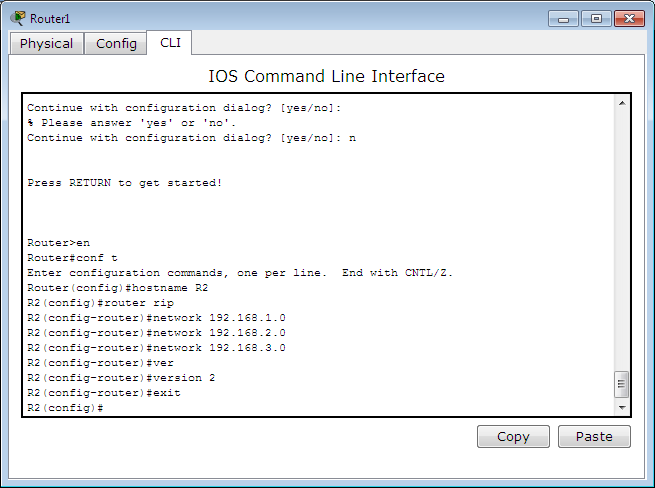 Router1
Physical Config CLI
IOS Command Line Interface
Continue with configuration dialog? [yes/no]:
% Please answer 'yes' or 'no'.
Continue with configuration dialog? [yes/no]: n
Press RETURN to get started!
Router>en
Router#conf t
Enter configuration commands, one per line.  End with CNTL/Z.
Router(config)#hostname R2
R2(config)#router rip
R2(config-router)#network 192.168.1.0
R2(config-router)#network 192.168.2.0
R2(config-router)#network 192.168.3.0
R2(config-router)#ver
R2(config-router)#version 2
R2(config-router)#exit
R2(config)#
Copy Paste